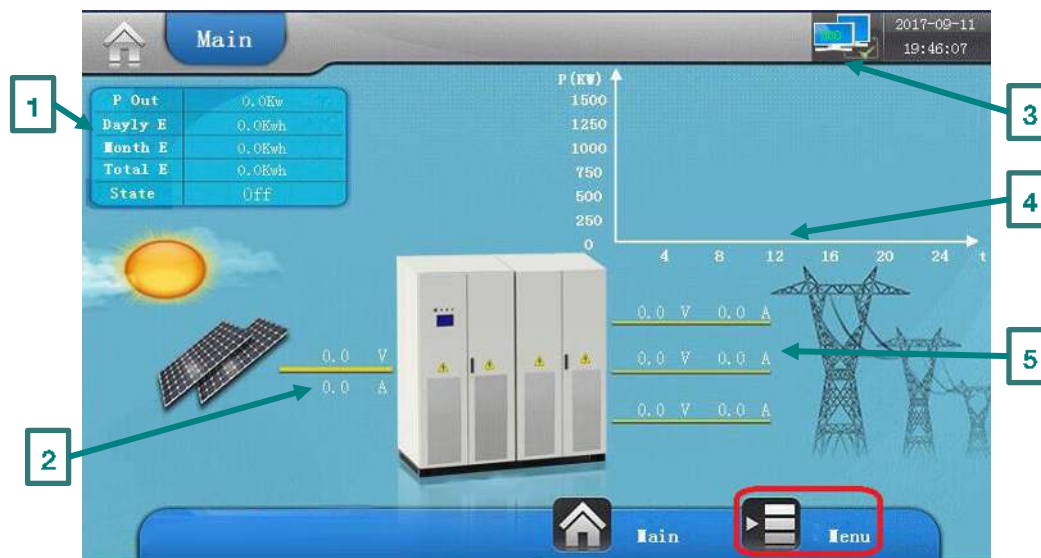 Main
2017-09-11
19:46:07
1
P Out 0.0Kw
Dayly E 0.0Kwh
Month E 0.0Kwh
Total E 0.0Kwh
State Off
P(KW)
1500
1250
1000
750
500
250
0
4 8 12 16 20 24 t
3
4
0.0 V 0.0 A
0.0 V 0.0 A
0.0 V 0.0 A
5
0.0 V
0.0 A
2
Main
Menu